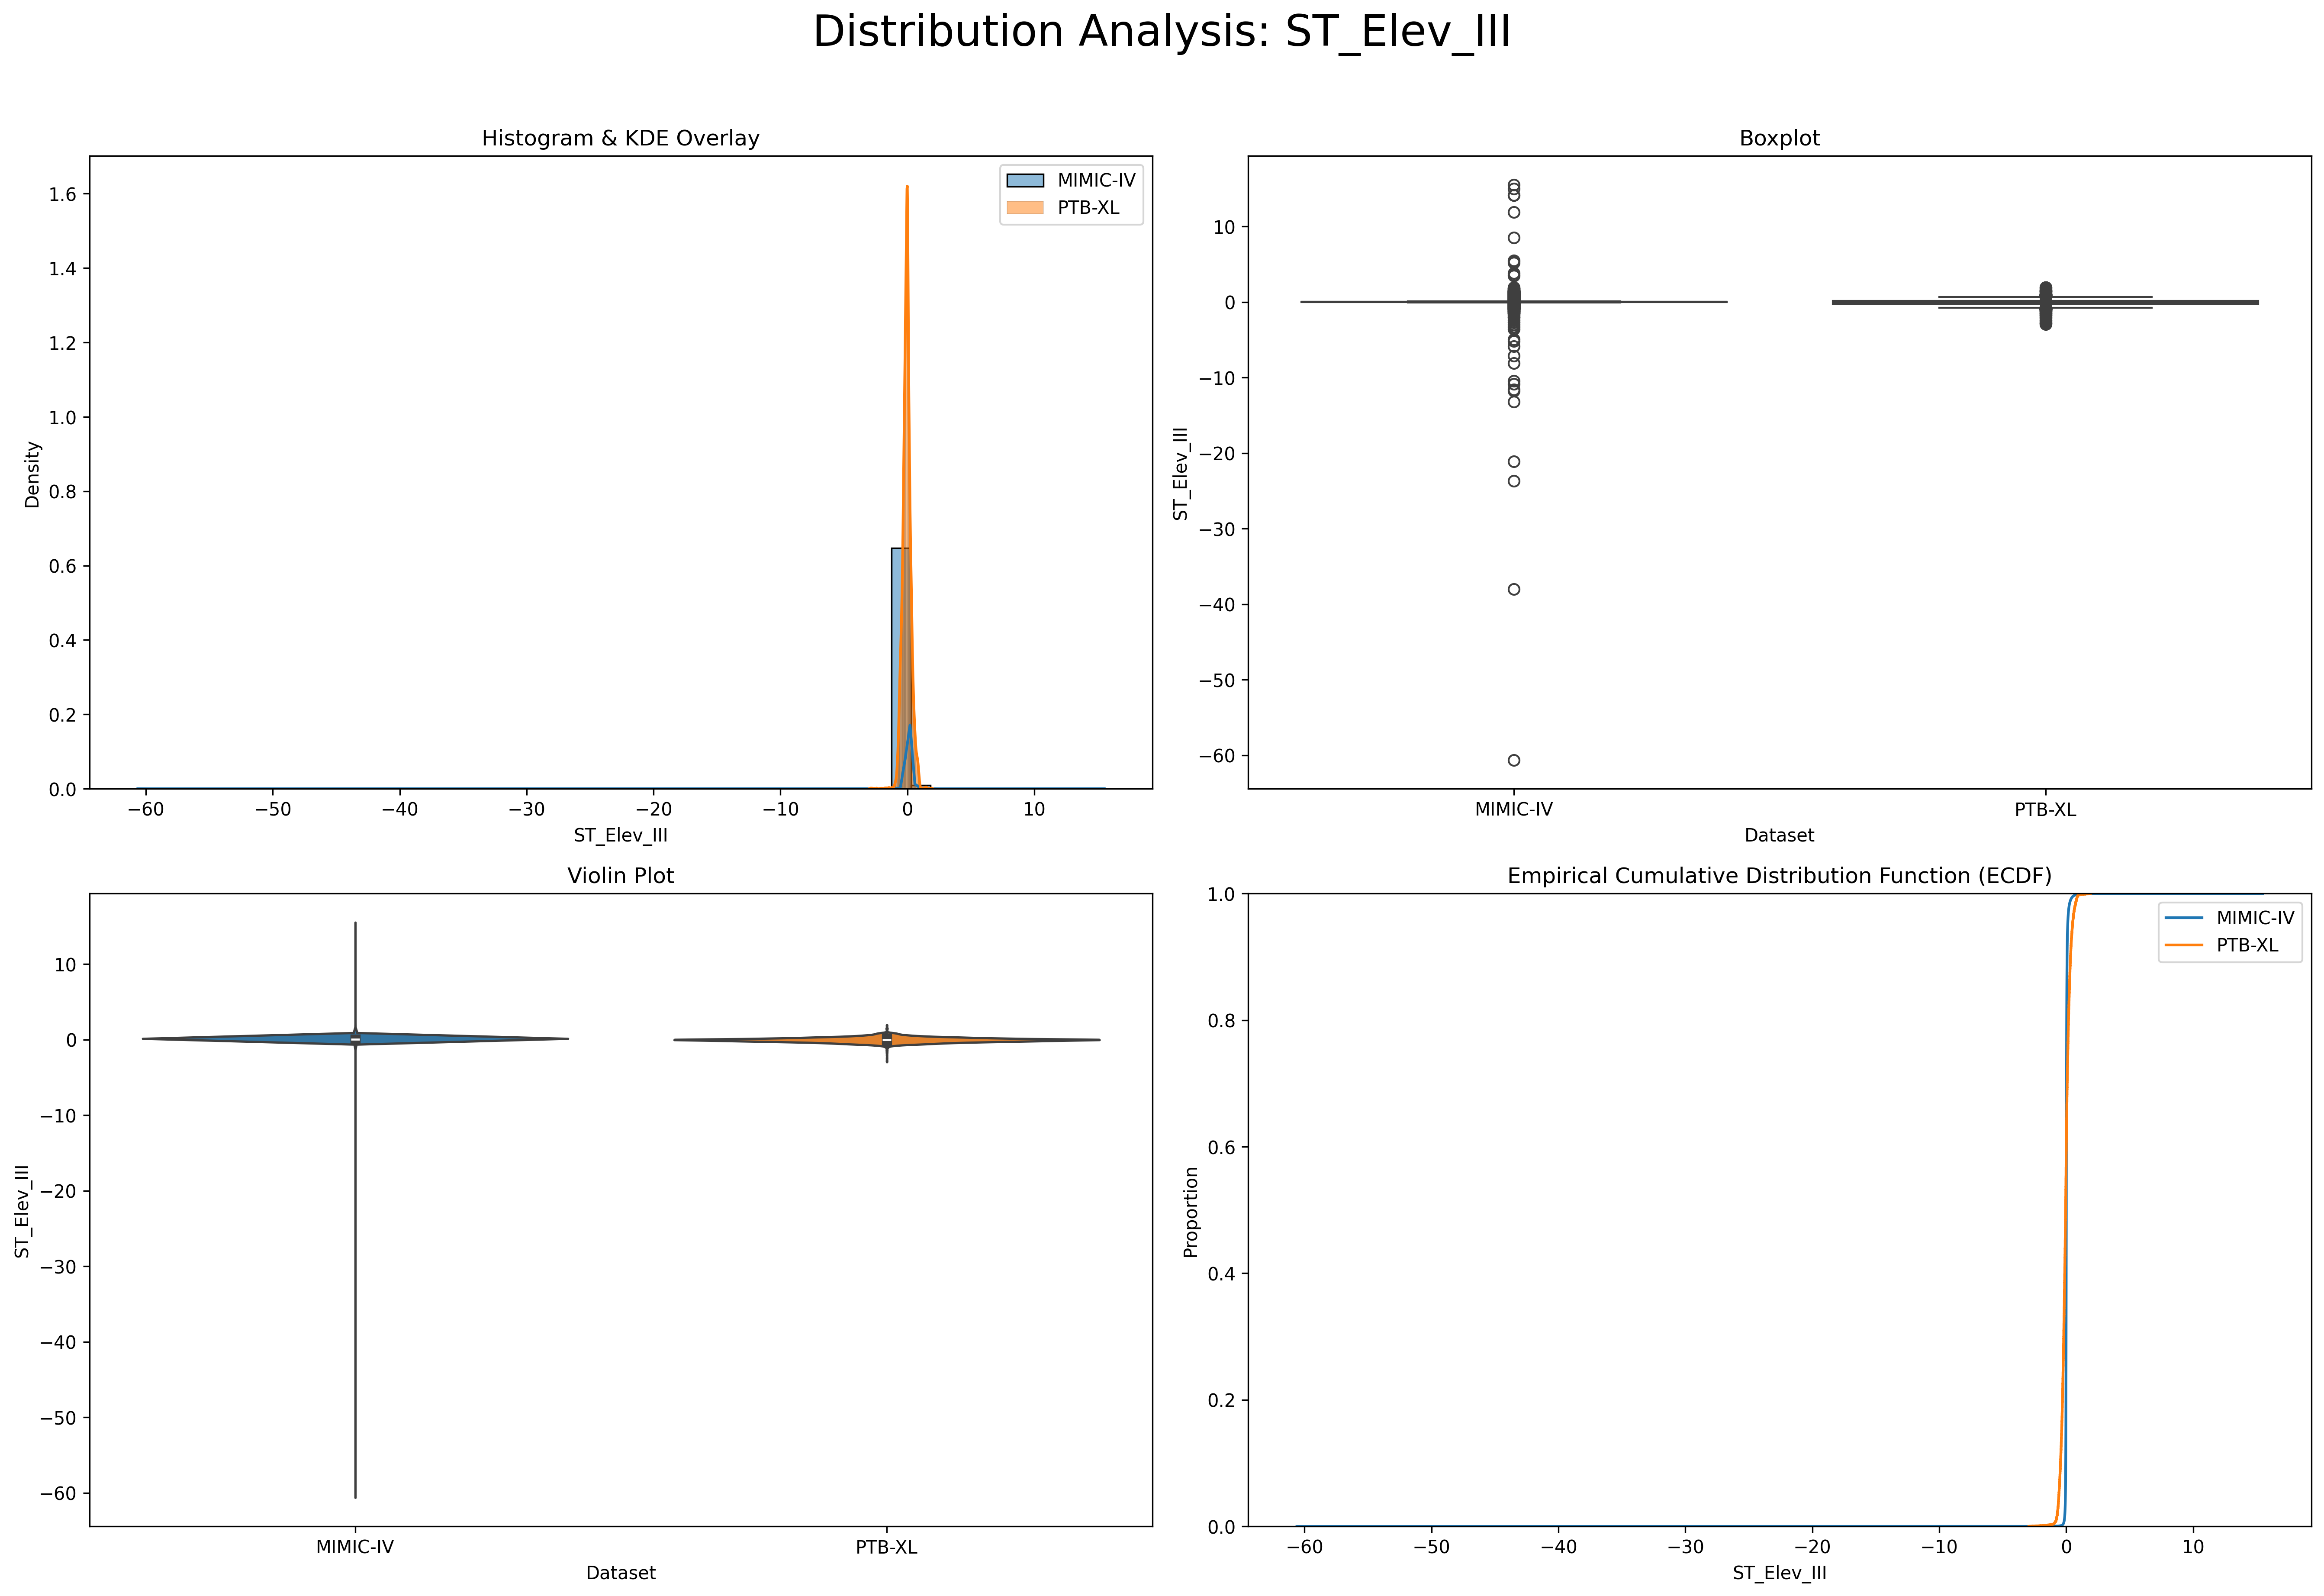 Distribution Analysis: ST_Elev_III
Histogram & KDE Overlay
MIMIC-IV
PTB-XL
1.6
1.4
1.2
1.0
0.8
0.6
0.4
0.2
0.0
Density
−60 −50 −40 −30 −20 −10 0 10
ST_Elev_III
Boxplot
10
0
−10
−20
−30
−40
−50
−60
ST_Elev_III
MIMIC-IV PTB-XL
Dataset
Violin Plot
10
0
−10
−20
−30
−40
−50
−60
ST_Elev_III
MIMIC-IV PTB-XL
Dataset
Empirical Cumulative Distribution Function (ECDF)
MIMIC-IV
PTB-XL
1.0
0.8
0.6
0.4
0.2
0.0
Proportion
−60 −50 −40 −30 −20 −10 0 10
ST_Elev_III